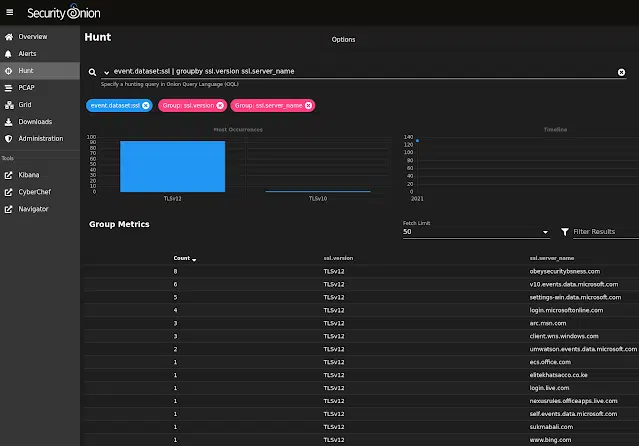 Security Onion
Overview
Alerts
Hunt
PCAP
Grid
Downloads
Administration
Tools
Kibana
CyberChef
Navigator
Hunt
Options
event.dataset:ssl | groupby ssl.version ssl.server_name
Specify a hunting query in Onion Query Language (OQL)
event.dataset:ssl
Group: ssl.version
Group: ssl.server_name
Most Occurrences
100
90
80
70
60
50
40
30
20
10
0
TLSv12
TLSv10
Timeline
140
120
100
80
60
40
20
0
2021
Group Metrics
Fetch Limit
50
Filter Results
Count ssl.version ssl.server_name
8 TLSv12 obeysecuritybsness.com
6 TLSv12 v10.events.data.microsoft.com
5 TLSv12 settings-win.data.microsoft.com
4 TLSv12 login.microsoftonline.com
3 TLSv12 arc.msn.com
3 TLSv12 client.wns.windows.com
2 TLSv12 umwatson.events.data.microsoft.com
1 TLSv12 ecs.office.com
1 TLSv12 elitekhatsacco.co.ke
1 TLSv12 login.live.com
1 TLSv12 nexusrules.officeapps.live.com
1 TLSv12 self.events.data.microsoft.com
1 TLSv12 sukmabali.com
1 TLSv12 www.bing.com